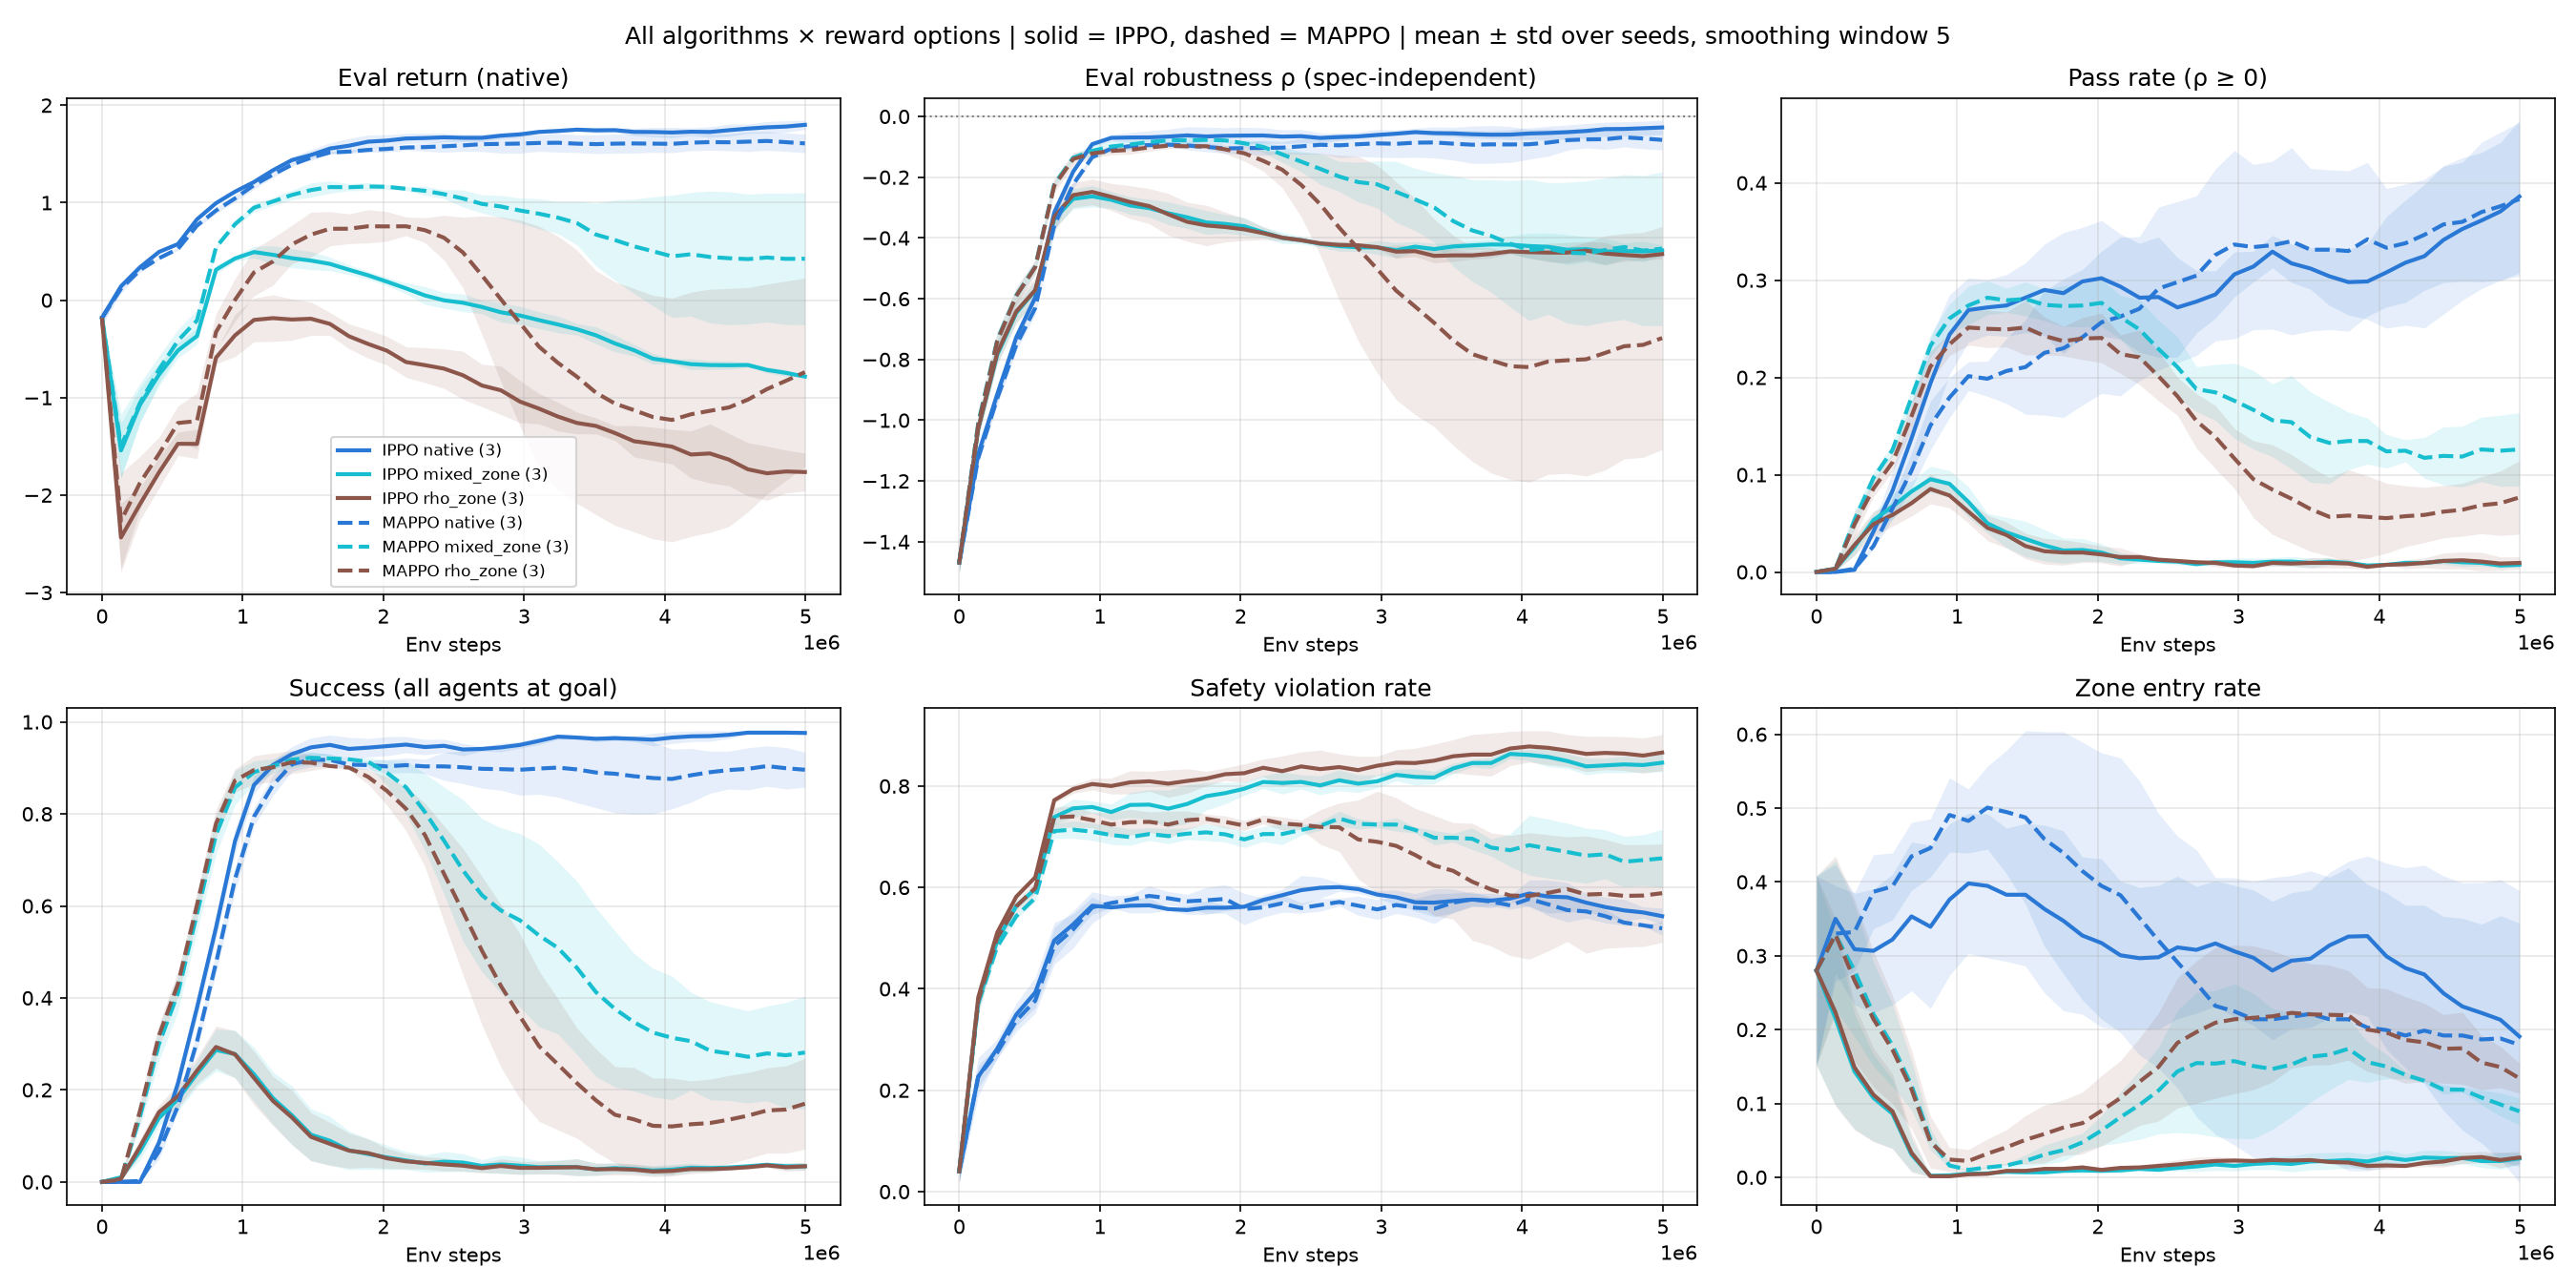 All algorithms × reward options | solid = IPPO, dashed = MAPPO | mean ± std over seeds, smoothing window 5
Eval return (native)
2
1
0
−1
−2
−3
IPPO native (3)
IPPO mixed_zone (3)
IPPO rho_zone (3)
MAPPO native (3)
MAPPO mixed_zone (3)
MAPPO rho_zone (3)
0 1 2 3 4 5
1e6
Env steps
Eval robustness ρ (spec-independent)
0.0
−0.2
−0.4
−0.6
−0.8
−1.0
−1.2
−1.4
0 1 2 3 4 5
1e6
Env steps
Pass rate (ρ ≥ 0)
0.4
0.3
0.2
0.1
0.0
0 1 2 3 4 5
1e6
Env steps
Success (all agents at goal)
1.0
0.8
0.6
0.4
0.2
0.0
0 1 2 3 4 5
1e6
Env steps
Safety violation rate
0.8
0.6
0.4
0.2
0.0
0 1 2 3 4 5
1e6
Env steps
Zone entry rate
0.6
0.5
0.4
0.3
0.2
0.1
0.0
0 1 2 3 4 5
1e6
Env steps